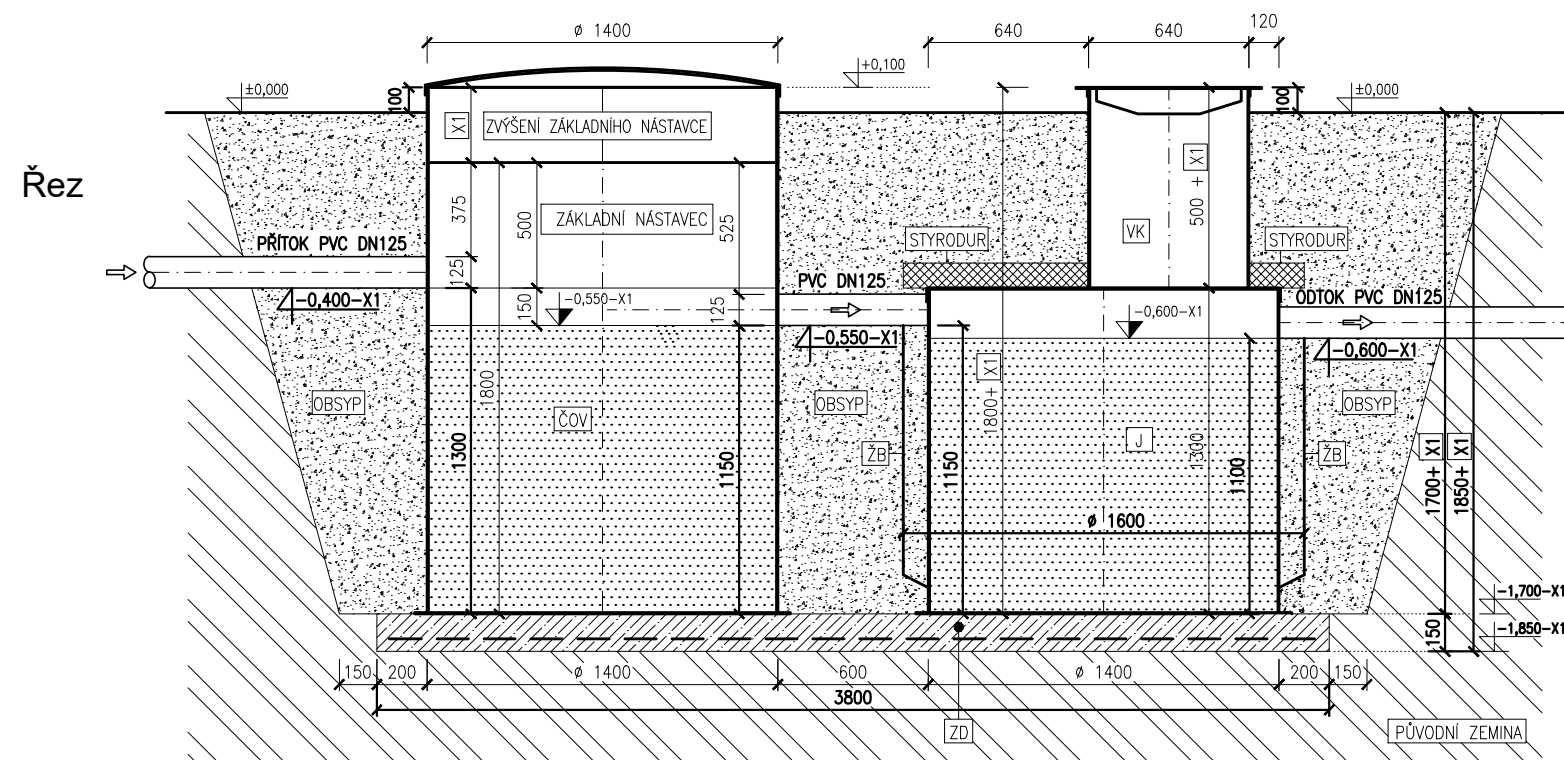 ø 1400
640
640
120
±0,000
100
+0,100
100
±0,000
X1
ZVÝŠENÍ ZÁKLADNÍHO NÁSTAVCE
500 + X1
Řez
375
500
ZÁKLADNÍ NÁSTAVEC
525
VK
STYRODUR
STYRODUR
PŘÍTOK PVC DN125
125
PVC DN125
ODTOK PVC DN125
-0,400-X1
150
-0,550-X1
125
-0,600-X1
-0,550-X1
-0,600-X1
1800
1800+ X1
OBSYP
ČOV
OBSYP
OBSYP
J
ŽB
ŽB
1300
1150
1150
1300
1100
1700+ X1
1850+ X1
ø 1600
-1,700-X1
150
-1,850-X1
150
200
ø 1400
600
ø 1400
200
150
3800
ZD
PŮVODNÍ ZEMINA